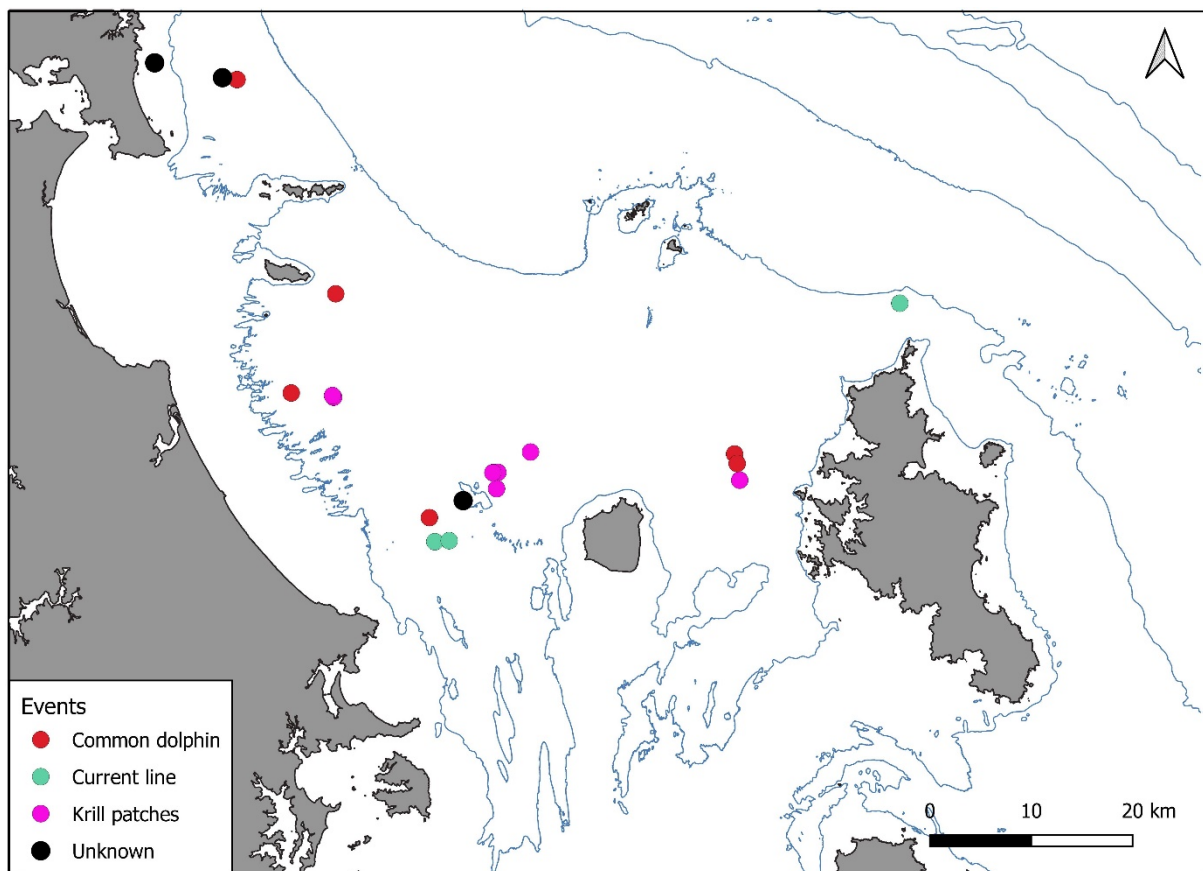 Events
Common dolphin
Current line
Krill patches
Unknown
0 10 20 km